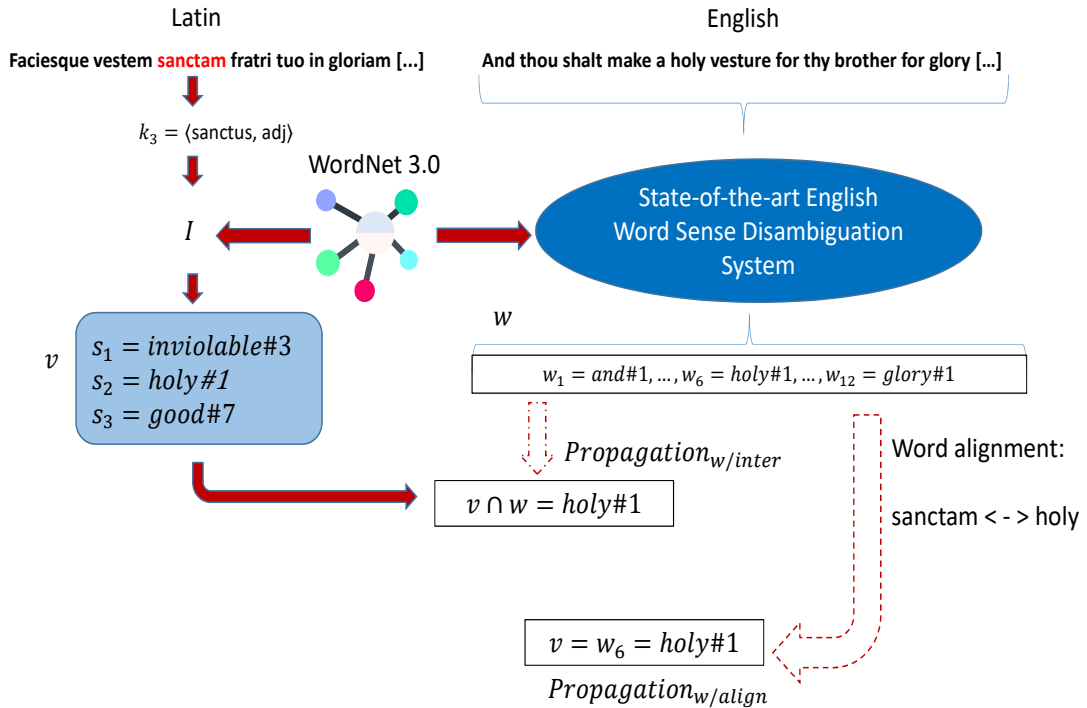 Latin
English
Faciesque vestem sanctam fratri tuo in gloriam [...]
And thou shalt make a holy vesture for thy brother for glory [...]
k₃ = ⟨sanctus, adj⟩
WordNet 3.0
State-of-the-art English
Word Sense Disambiguation
System
I
w
v
s₁ = inviolable#3
s₂ = holy#1
s₃ = good#7
w₁ = and#1, ..., w₆ = holy#1, ..., w₁₂ = glory#1
Propagation_w/inter
Word alignment:
v ∩ w = holy#1
sanctam < - > holy
v = w₆ = holy#1
Propagation_w/align